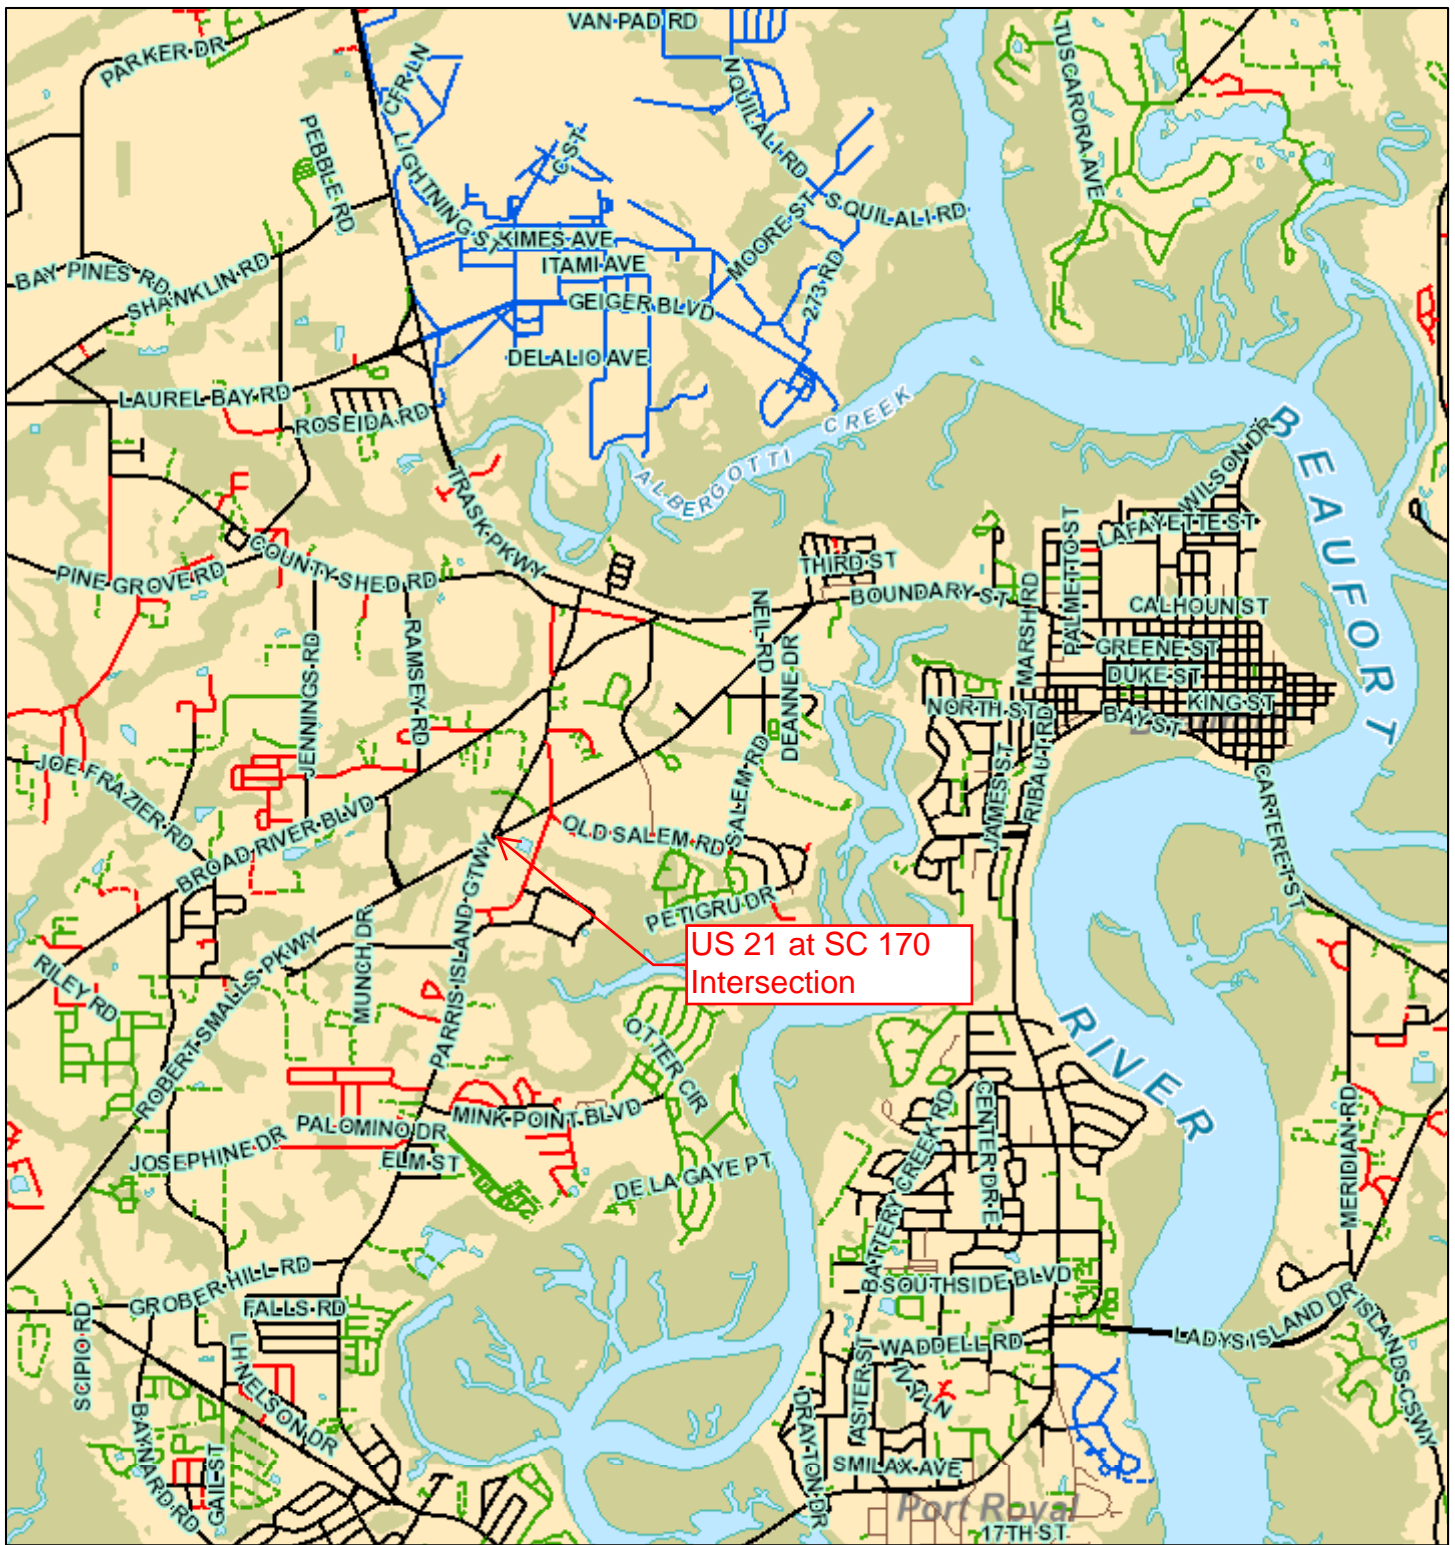 VAN PAD RD
PARKER DR
CFR LN
TUSCARORA AVE
NQUILALI RD
PEBBLE RD
G ST
LIGHTNING ST
MOORE ST
S QUILALI RD
KIMES AVE
ITAMI AVE
BAY PINES RD
SHANKLIN RD
273 RD
GEIGER BLVD
DELALIO AVE
LAUREL BAY RD
ROSEIDA RD
ALBERGOTTI CREEK
BEAUFORT
WILSON DR
TRASK PKWY
LAFAYETTE ST
PALMETTO ST
COUNTY SHED RD
PINE GROVE RD
THIRD ST
BOUNDARY ST
CALHOUN ST
NEIL RD
MARSH RD
GREENE ST
DUKE ST
KING ST
RAMSEY RD
JENNINGS RD
DEANNE DR
NORTH ST
BAY ST
JOE FRAZIER RD
SALEM RD
JAMES ST
RIBAUT RD
CARTERET ST
BROAD RIVER BLVD
OLD SALEM RD
PETIGRU DR
US 21 at SC 170
Intersection
MUNCH DR
PARRIS ISLAND GTWY
RILEY RD
ROBERT SMALLS PKWY
OTTER CIR
RIVER
MINK POINT BLVD
PALOMINO DR
JOSEPHINE DR
ELM ST
DE LA GAYE PT
BATTERY CREEK RD
CENTER DR E
MERIDIAN RD
GROBER HILL RD
SOUTHSIDE BLVD
FALLS RD
SCIPIO RD
LADYS ISLAND DR
ISLANDS CSWY
WADDELL RD
LH NELSON DR
IVY LN
ASTER ST
DRAYTON DR
BAYNARD RD
GAIL ST
SMILAX AVE
Port Royal
17TH ST